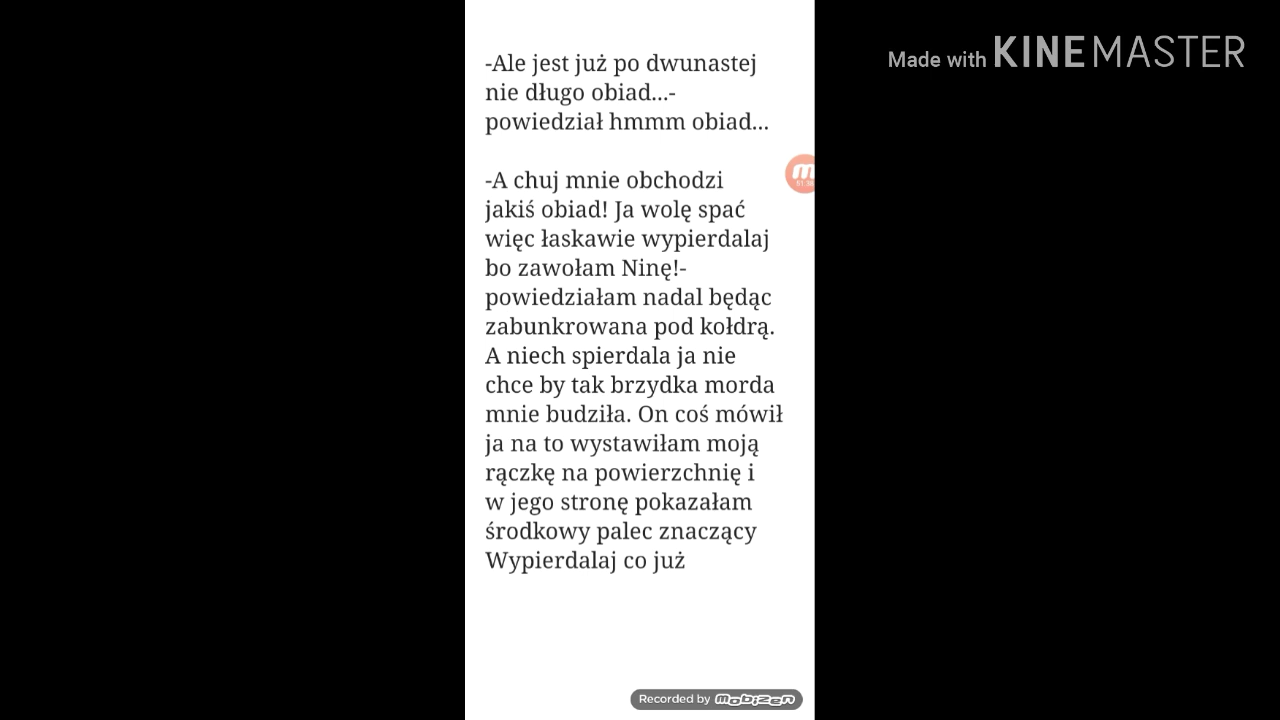 Made with KINEMASTER
-Ale jest już po dwunastej
nie długo obiad...-
powiedział hmmm obiad...
-A chuj mnie obchodzi
jakiś obiad! Ja wolę spać
więc łaskawie wypierdalaj
bo zawołam Ninę!-
powiedziałam nadal będąc
zabunkrowana pod kołdrą.
A niech spierdala ja nie
chce by tak brzydka morda
mnie budziła. On coś mówił
ja na to wystawiłam moją
rączkę na powierzchnię i
w jego stronę pokazałam
środkowy palec znaczący
Wypierdalaj co już
Recorded by mobizen